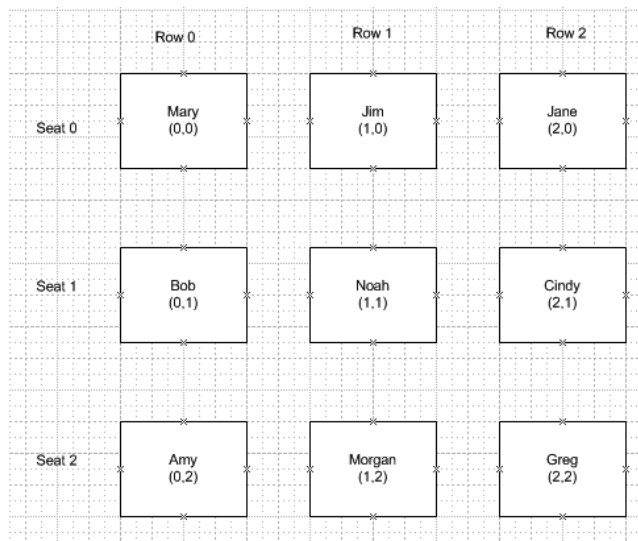 Row 0
Row 1
Row 2
Seat 0
Mary
(0,0)
Jim
(1,0)
Jane
(2,0)
Seat 1
Bob
(0,1)
Noah
(1,1)
Cindy
(2,1)
Seat 2
Amy
(0,2)
Morgan
(1,2)
Greg
(2,2)